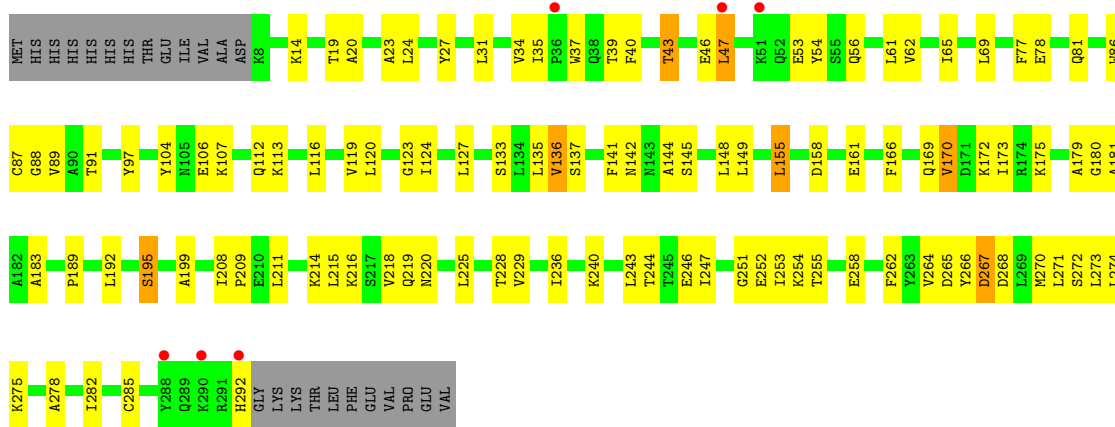 MET HIS HIS HIS HIS HIS HIS THR GLU ILE VAL ALA ASP K8 K14 T19 A20 A23 L24 Y27 L31 V34 I35 P36 W37 Q38 T39 F40 T43 E46 L47 K51 Q52 E53 Y54 S55 Q56 L61 V62 I65 L69 F77 E78 Q81 W86
C87 G88 V89 A90 T91 Y97 Y104 N105 E106 K107 Q112 K113 L116 V119 L120 G123 I124 L127 S133 L134 L135 V136 S137 F141 N142 N143 A144 S145 L148 L149 L155 D158 E161 F166 Q169 V170 D171 K172 I173 R174 K175 A179 G180 A181
A182 A183 P189 L192 S195 A199 I208 P209 E210 L211 K214 L215 K216 S217 V218 Q219 N220 L225 T228 V229 I236 K240 L243 T244 T245 E246 I247 G251 E252 I253 K254 T255 E258 F262 Y263 V264 D265 Y266 D267 D268 L269 M270 L271 S272 L273 L274
K275 A278 I282 C285 Y288 Q289 K290 R291 H292 GLY LYS LYS THR LEU PHE GLU VAL PRO GLU VAL